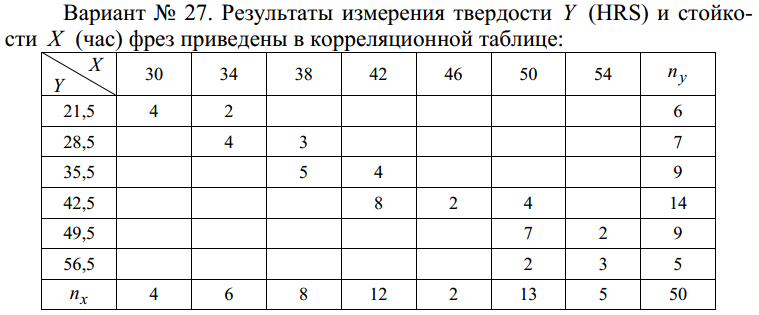 Вариант № 27. Результаты измерения твердости Y (HRS) и стойко-
сти X (час) фрез приведены в корреляционной таблице:
X
Y 30 34 38 42 46 50 54 n_y
21,5 4 2 6
28,5 4 3 7
35,5 5 4 9
42,5 8 2 4 14
49,5 7 2 9
56,5 2 3 5
n_x 4 6 8 12 2 13 5 50